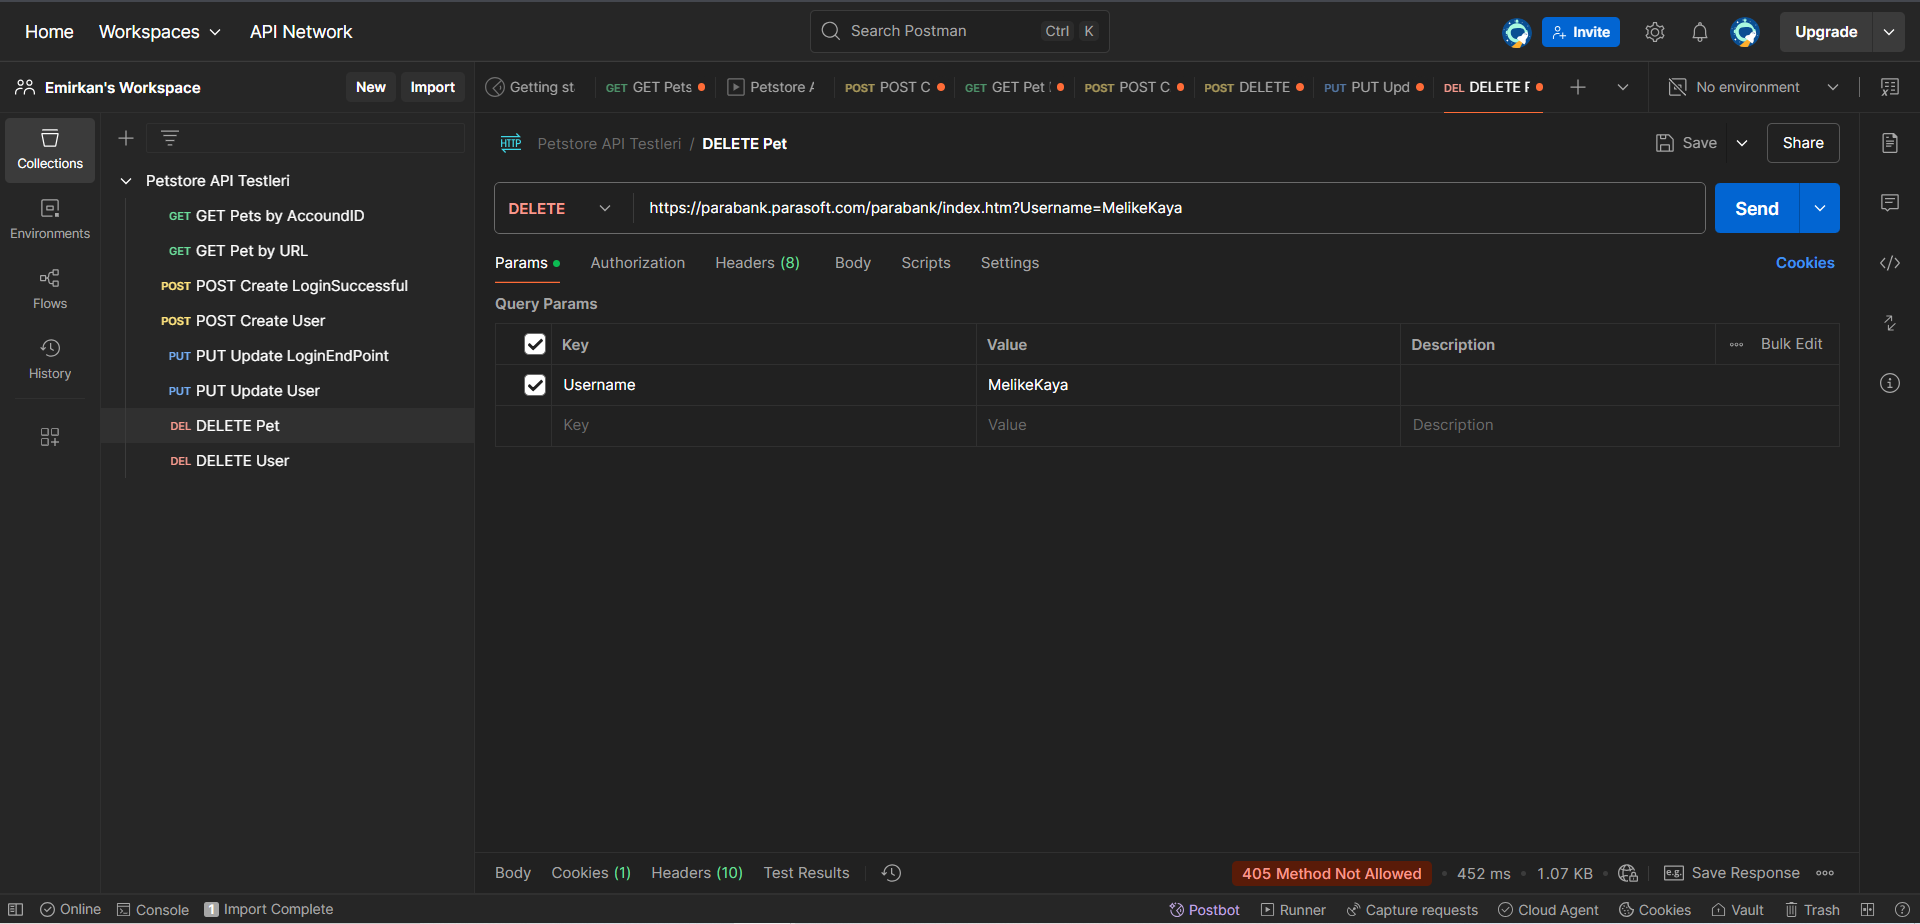 Home Workspaces API Network Search Postman Ctrl K Invite Upgrade
Emirkan's Workspace New Import Getting st GET GET Pets Petstore A POST POST C GET GET Pet POST POST C POST DELETE PUT PUT Upd DEL DELETE P No environment
Collections
Environments
Flows
History
Petstore API Testleri
GET GET Pets by AccoundID
GET GET Pet by URL
POST POST Create LoginSuccessful
POST POST Create User
PUT PUT Update LoginEndPoint
PUT PUT Update User
DEL DELETE Pet
DEL DELETE User
HTTP Petstore API Testleri / DELETE Pet Save Share
DELETE https://parabank.parasoft.com/parabank/index.htm?Username=MelikeKaya Send
Params Authorization Headers (8) Body Scripts Settings Cookies
Query Params
Key Value Description Bulk Edit
Username MelikeKaya
Key Value Description
Body Cookies (1) Headers (10) Test Results 405 Method Not Allowed 452 ms 1.07 KB e.g. Save Response
Online Console 1 Import Complete Postbot Runner Capture requests Cloud Agent Cookies Vault Trash